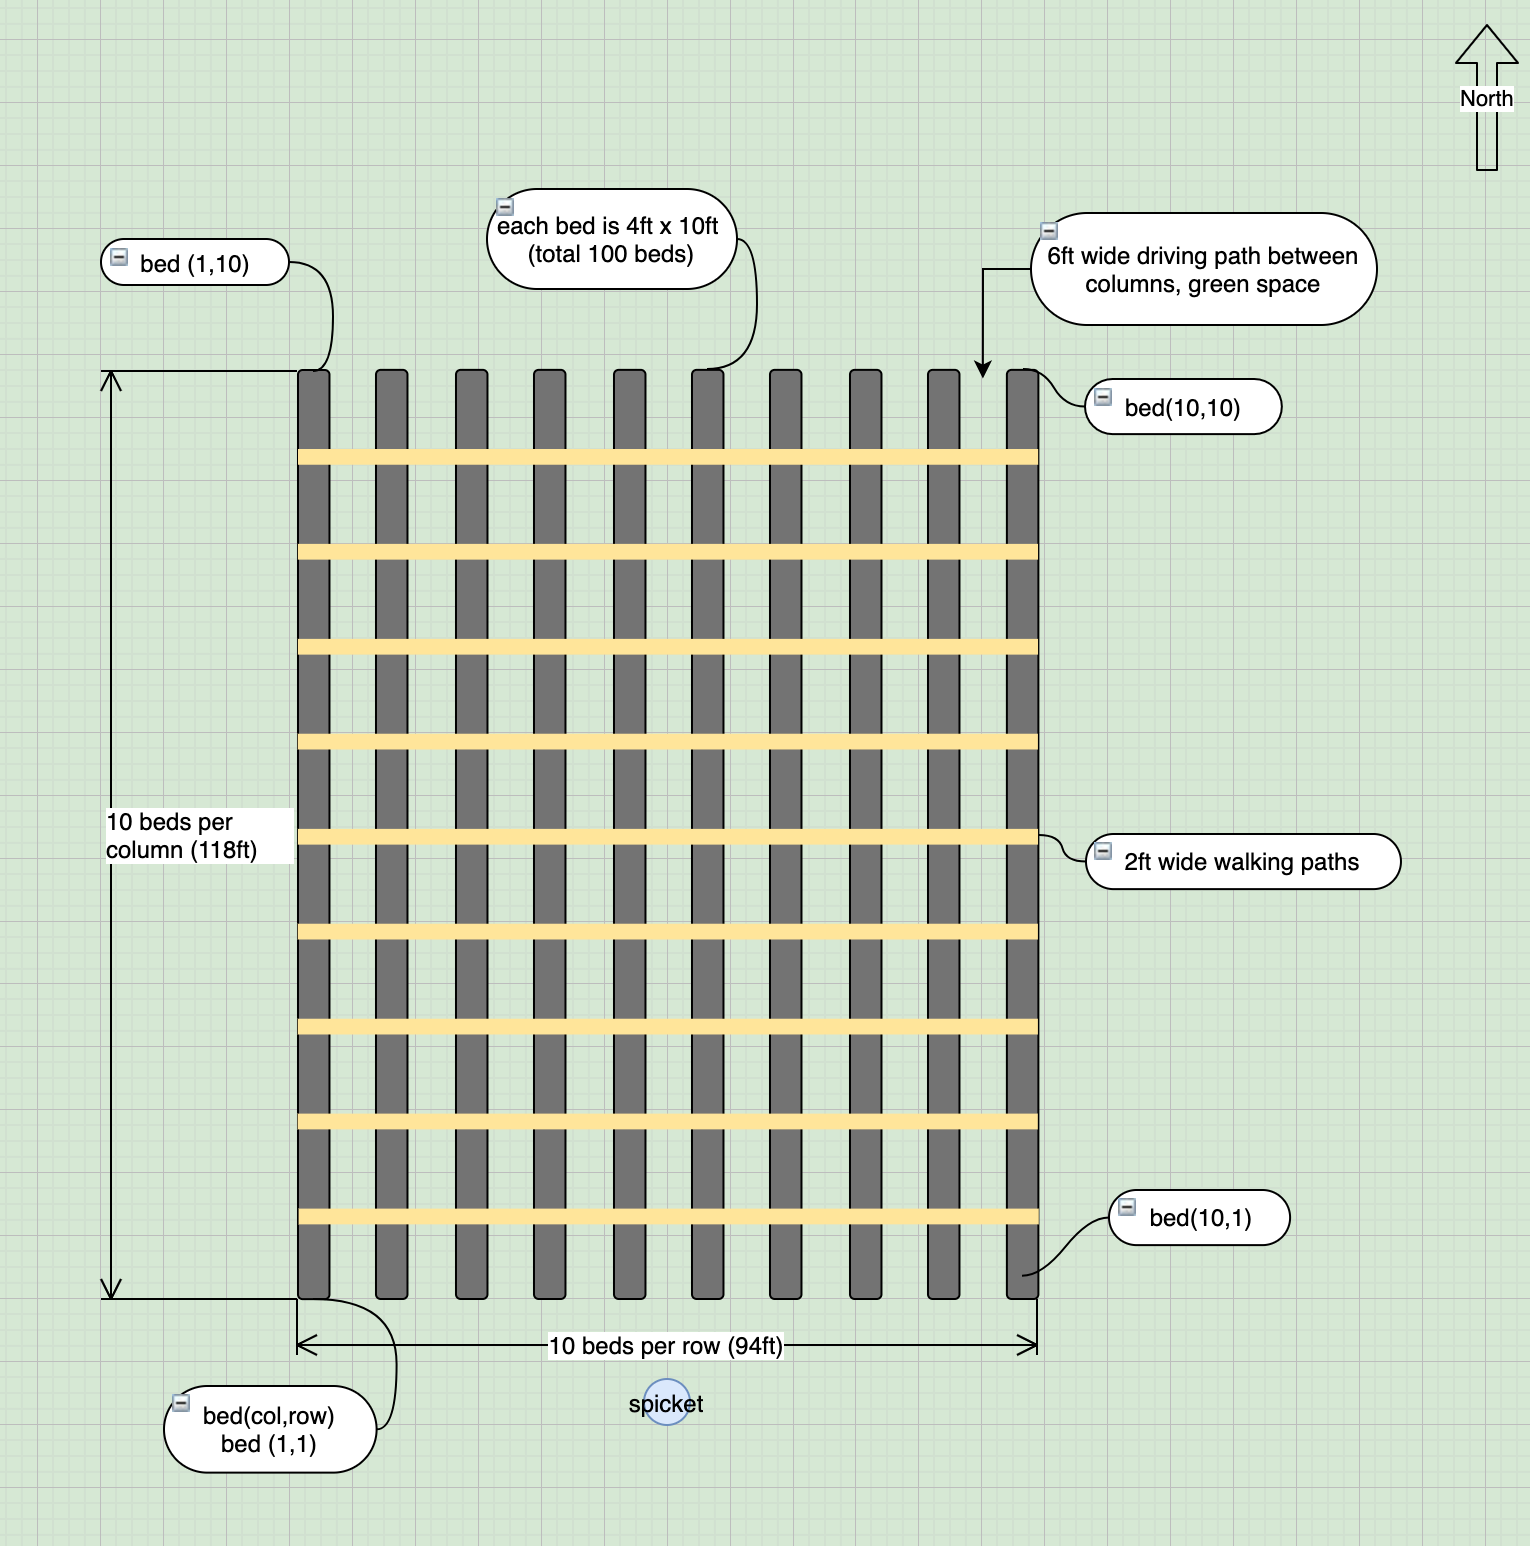 North
each bed is 4ft x 10ft
(total 100 beds)
bed (1,10)
6ft wide driving path between
columns, green space
bed(10,10)
10 beds per
column (118ft)
2ft wide walking paths
bed(10,1)
10 beds per row (94ft)
spicket
bed(col,row)
bed (1,1)